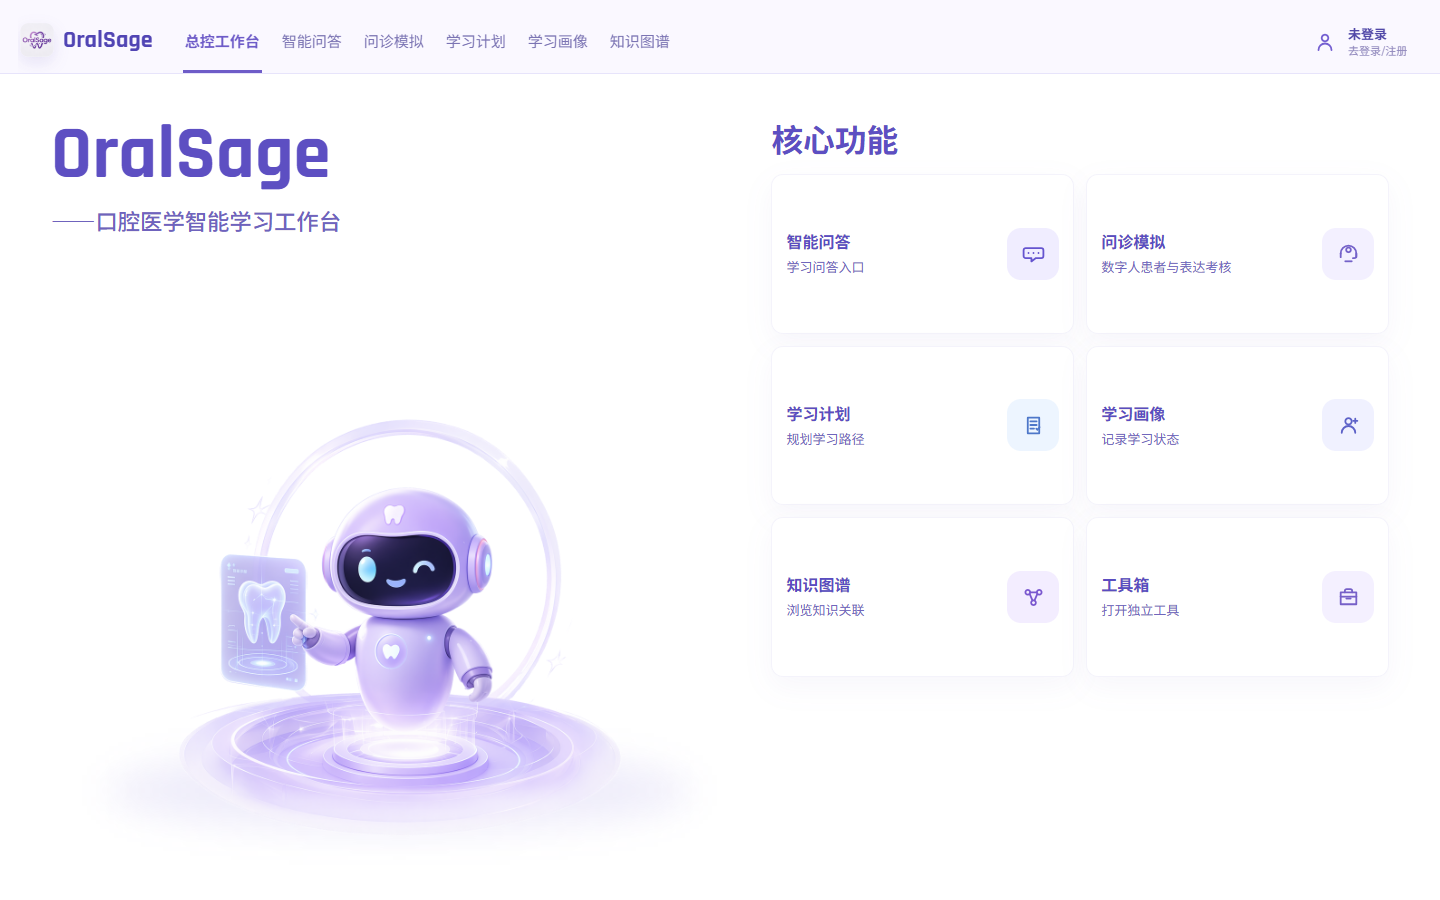 OralSage
OralSage 总控工作台 智能问答 问诊模拟 学习计划 学习画像 知识图谱 未登录
去登录/注册
OralSage
——口腔医学智能学习工作台
核心功能
智能问答
学习问答入口
问诊模拟
数字人患者与表达考核
学习计划
规划学习路径
学习画像
记录学习状态
知识图谱
浏览知识关联
工具箱
打开独立工具